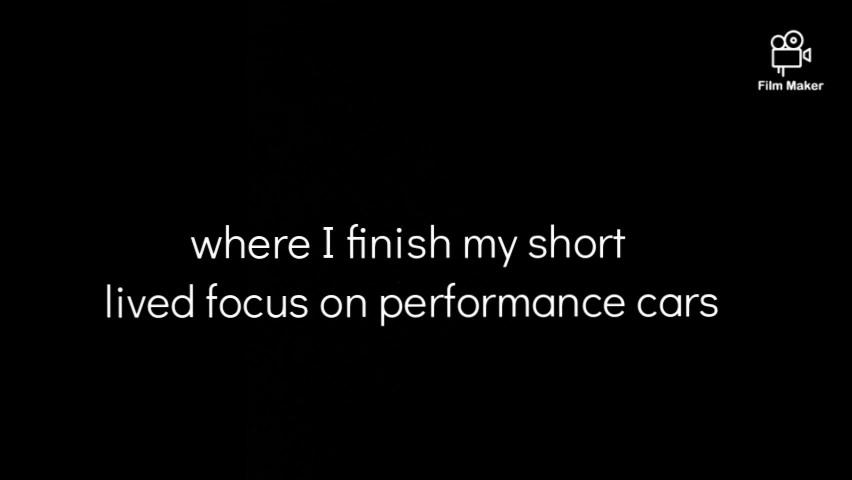 Film Maker
where I finish my short
lived focus on performance cars